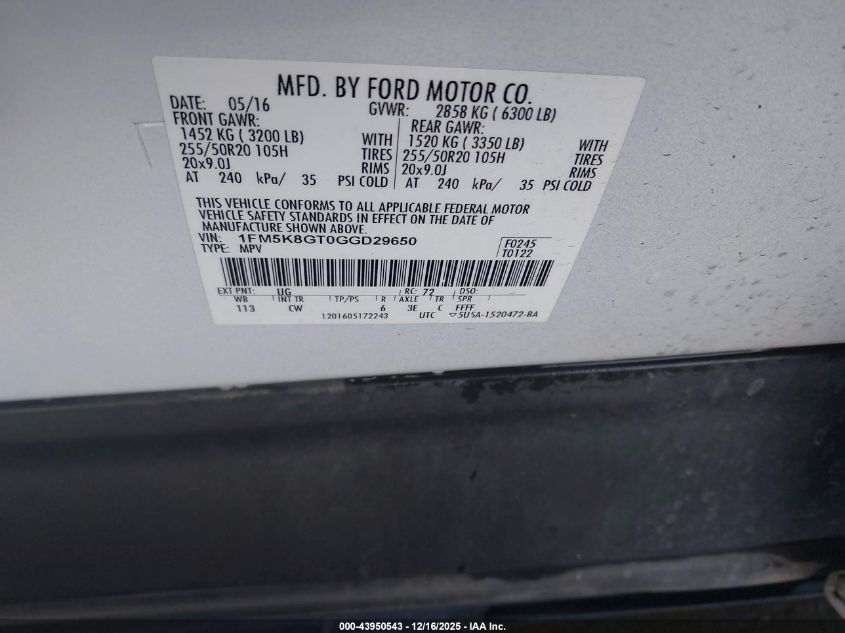 MFD. BY FORD MOTOR CO.
DATE: 05/16 GVWR: 2858 KG ( 6300 LB)
FRONT GAWR: REAR GAWR:
1452 KG ( 3200 LB) WITH 1520 KG ( 3350 LB) WITH
255/50R20 105H TIRES 255/50R20 105H TIRES
20x9.0J RIMS 20x9.0J RIMS
AT 240 kPa/ 35 PSI COLD AT 240 kPa/ 35 PSI COLD
THIS VEHICLE CONFORMS TO ALL APPLICABLE FEDERAL MOTOR
VEHICLE SAFETY STANDARDS IN EFFECT ON THE DATE OF
MANUFACTURE SHOWN ABOVE.
VIN: 1FM5K8GT0GGD29650 F0245
TYPE: MPV T0122
EXT PNT: UG RC: 72 DSO:
WB INT TR TP/PS R AXLE TR SPR
113 CW 6 3E C FFFF
1201605172243 UTC ▽5U5A-1520472-BA
000-43950543 - 12/16/2025 - IAA Inc.